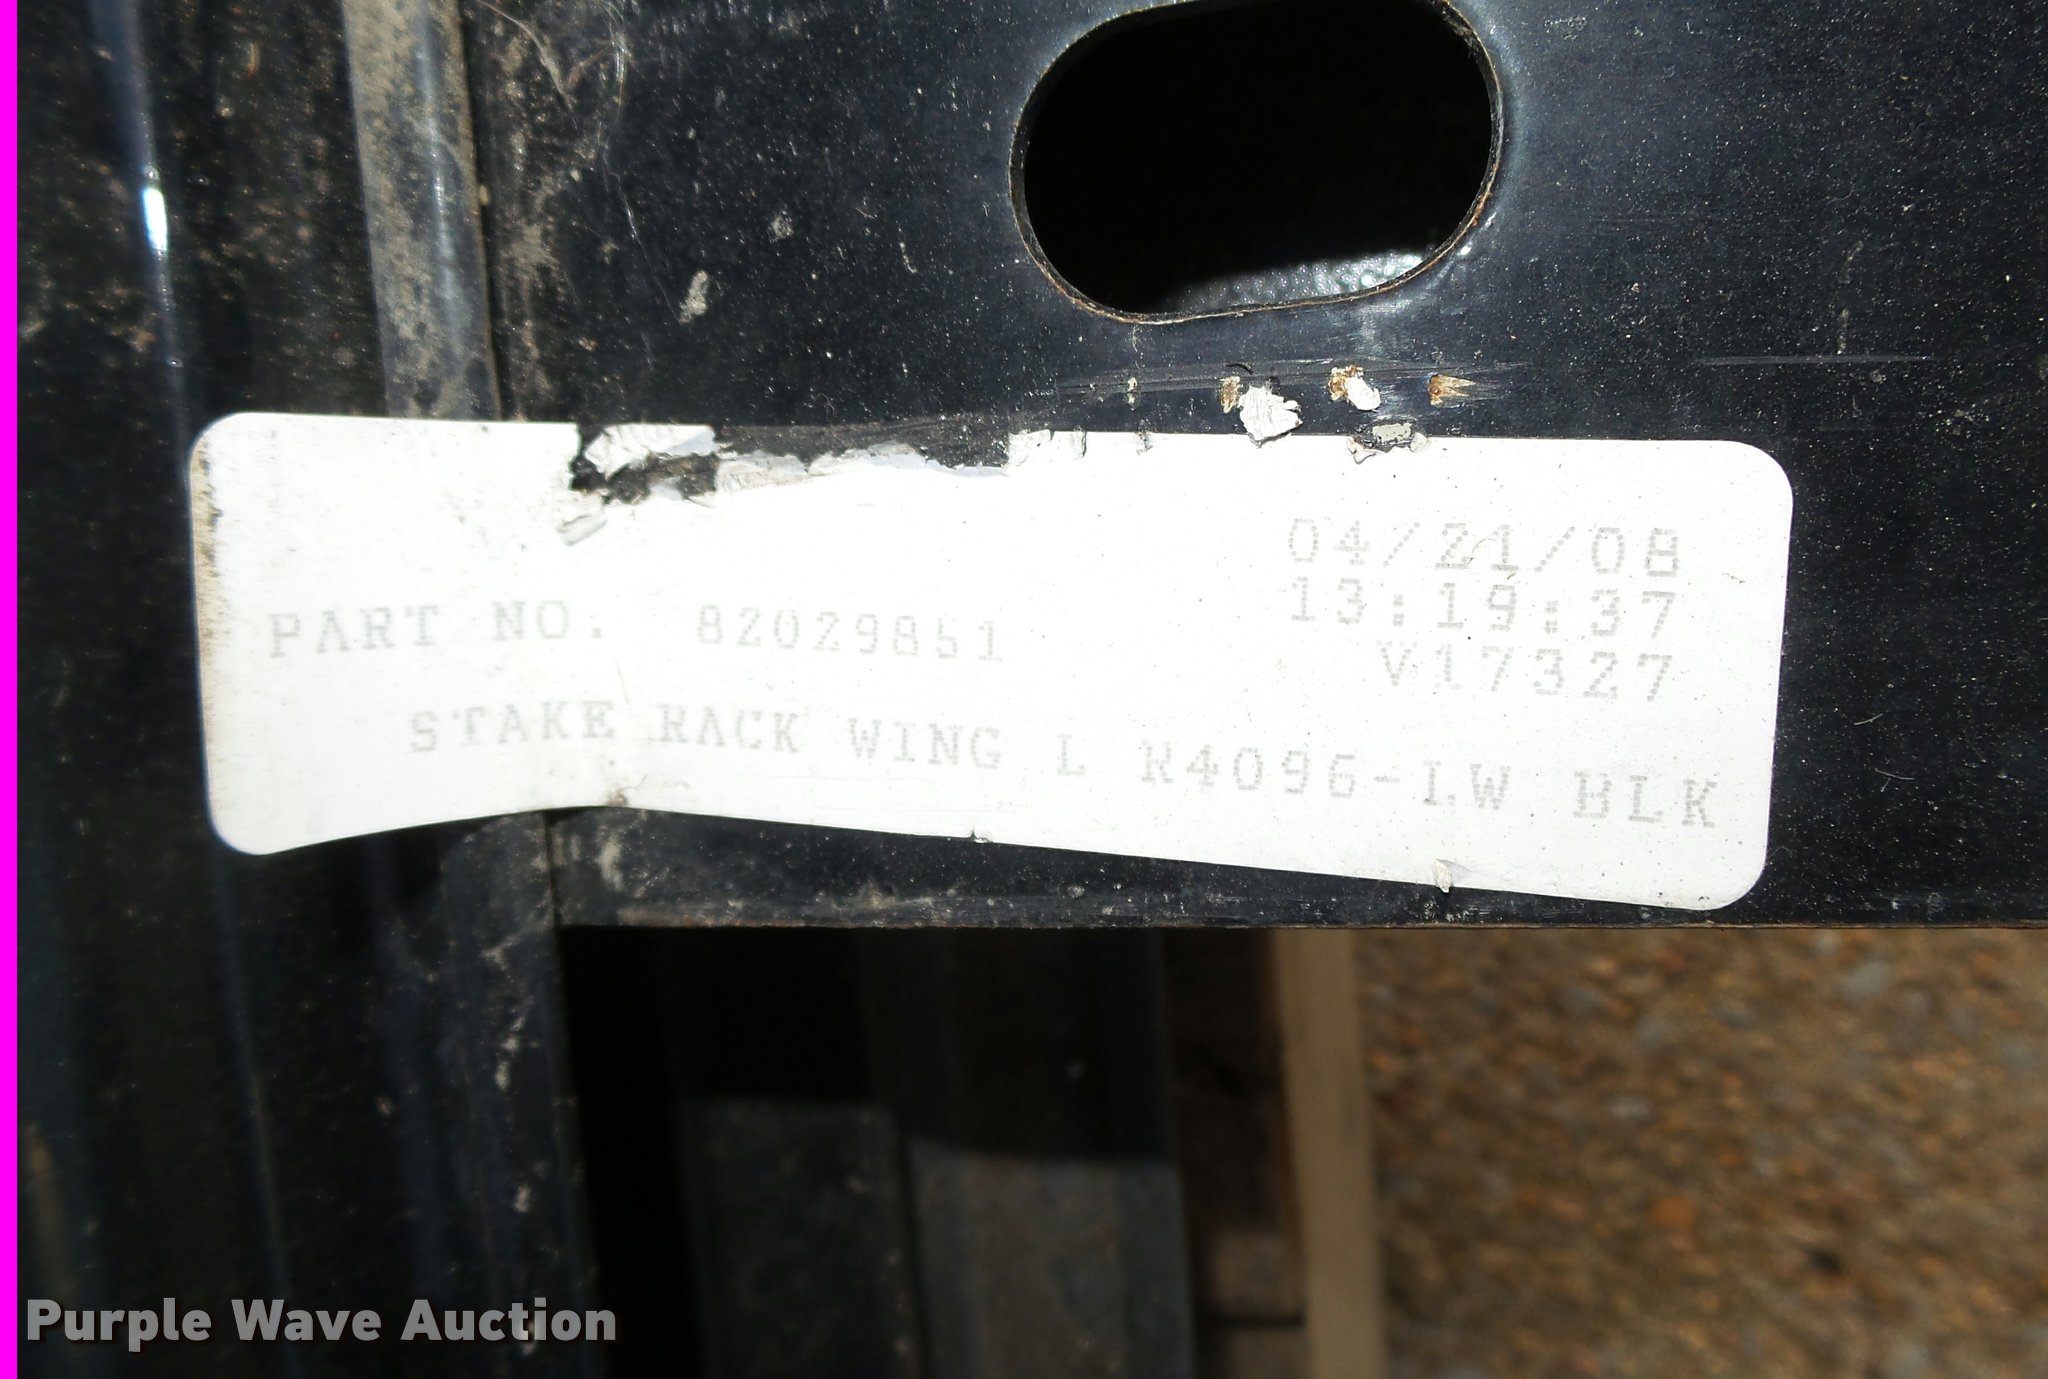 04/21/08
13:19:37
PART NO. 82029851
V17327
STAKE RACK WING L R4096-LW BLK
Purple Wave Auction